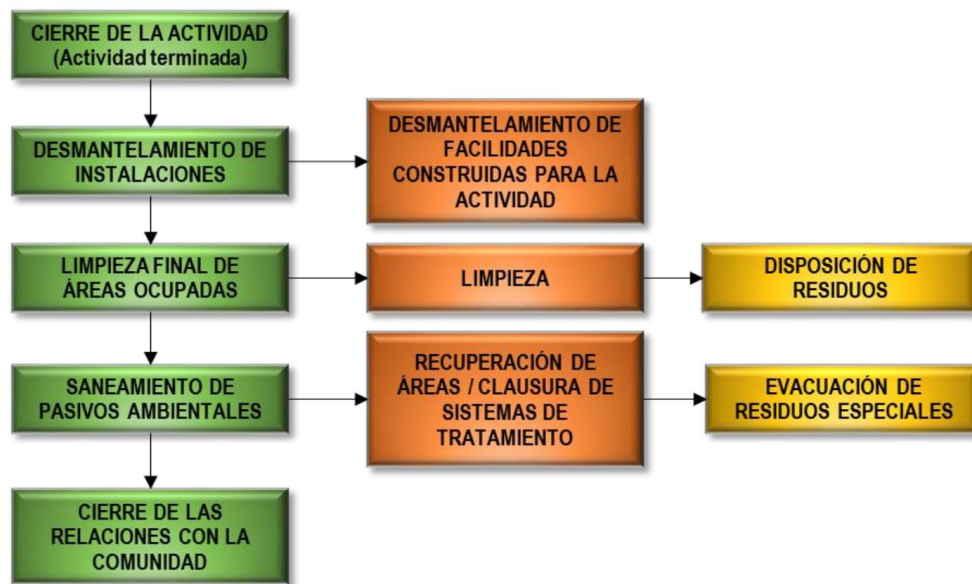 CIERRE DE LA ACTIVIDAD
(Actividad terminada)
DESMANTELAMIENTO DE
INSTALACIONES
DESMANTELAMIENTO DE
FACILIDADES
CONSTRUIDAS PARA LA
ACTIVIDAD
LIMPIEZA FINAL DE
ÁREAS OCUPADAS
LIMPIEZA
DISPOSICIÓN DE
RESIDUOS
SANEAMIENTO DE
PASIVOS AMBIENTALES
RECUPERACIÓN DE
ÁREAS / CLAUSURA DE
SISTEMAS DE
TRATAMIENTO
EVACUACIÓN DE
RESIDUOS ESPECIALES
CIERRE DE LAS
RELACIONES CON LA
COMUNIDAD